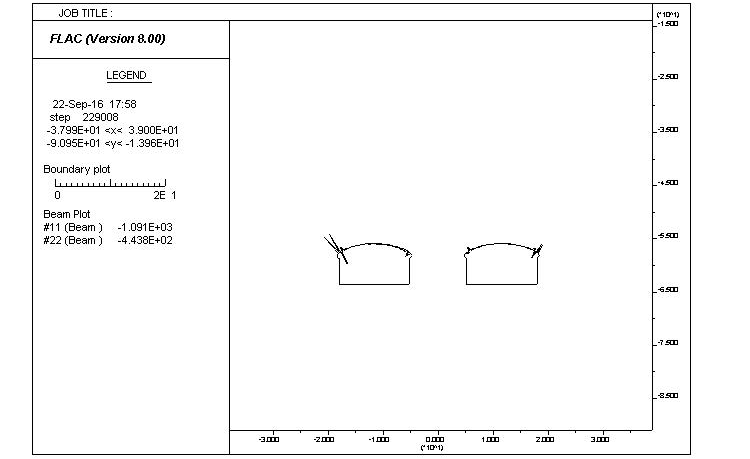 JOB TITLE :
FLAC (Version 8.00)
LEGEND
22-Sep-16 17:58
step 229008
-3.799E+01 <x< 3.900E+01
-9.095E+01 <y< -1.396E+01
Boundary plot
0 2E 1
Beam Plot
#11 (Beam ) -1.091E+03
#22 (Beam ) -4.438E+02
(*10^1)
-1.500
-2.500
-3.500
-4.500
-5.500
-6.500
-7.500
-8.500
-3.000 -2.000 -1.000 0.000 1.000 2.000 3.000
(*10^1)